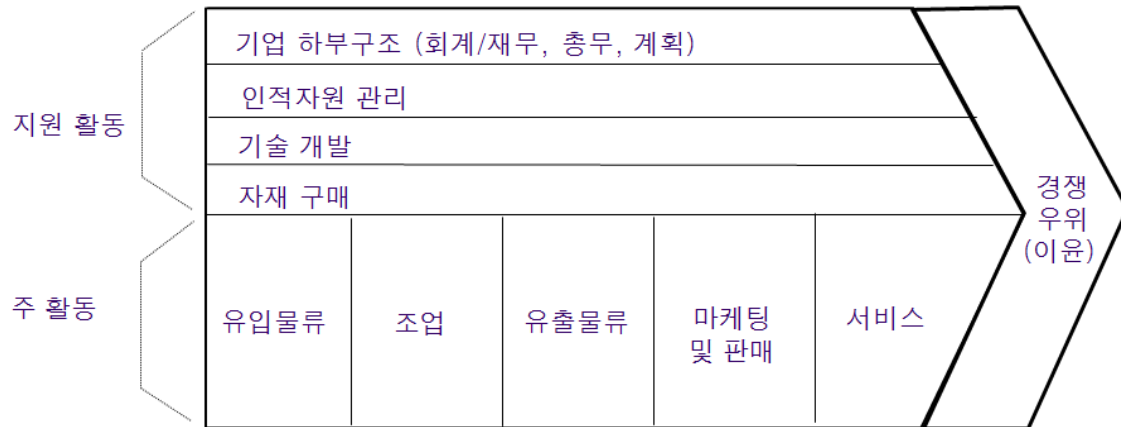 지원 활동
기업 하부구조 (회계/재무, 총무, 계획)
인적자원 관리
기술 개발
자재 구매
주 활동
유입물류
조업
유출물류
마케팅
및 판매
서비스
경쟁
우위
(이윤)